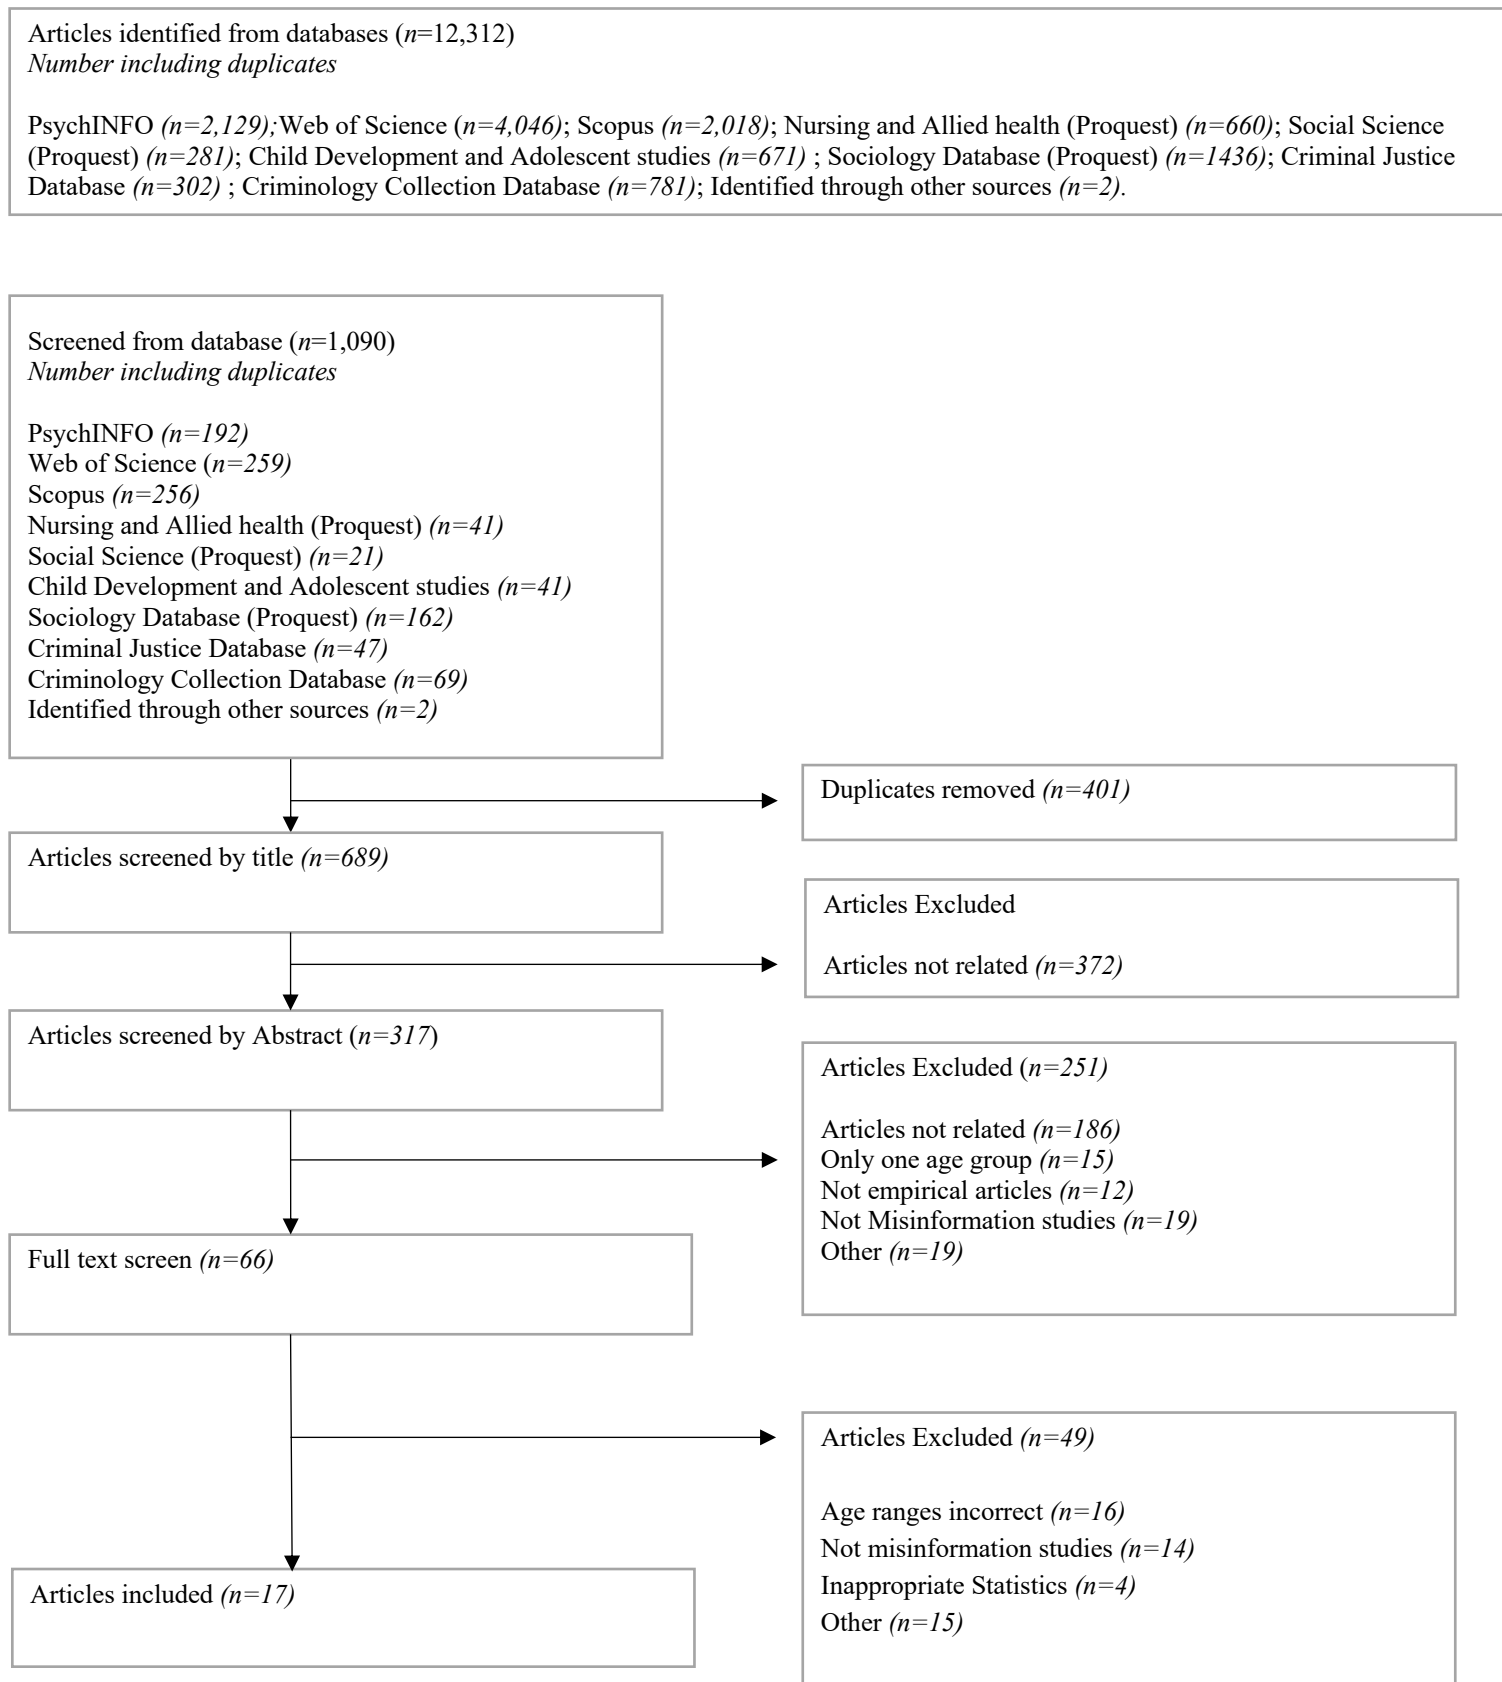 Articles identified from databases (n=12,312)
Number including duplicates
PsychINFO (n=2,129);Web of Science (n=4,046); Scopus (n=2,018); Nursing and Allied health (Proquest) (n=660); Social Science
(Proquest) (n=281); Child Development and Adolescent studies (n=671) ; Sociology Database (Proquest) (n=1436); Criminal Justice
Database (n=302) ; Criminology Collection Database (n=781); Identified through other sources (n=2).
Screened from database (n=1,090)
Number including duplicates
PsychINFO (n=192)
Web of Science (n=259)
Scopus (n=256)
Nursing and Allied health (Proquest) (n=41)
Social Science (Proquest) (n=21)
Child Development and Adolescent studies (n=41)
Sociology Database (Proquest) (n=162)
Criminal Justice Database (n=47)
Criminology Collection Database (n=69)
Identified through other sources (n=2)
Duplicates removed (n=401)
Articles screened by title (n=689)
Articles Excluded
Articles not related (n=372)
Articles screened by Abstract (n=317)
Articles Excluded (n=251)
Articles not related (n=186)
Only one age group (n=15)
Not empirical articles (n=12)
Not Misinformation studies (n=19)
Other (n=19)
Full text screen (n=66)
Articles Excluded (n=49)
Age ranges incorrect (n=16)
Not misinformation studies (n=14)
Inappropriate Statistics (n=4)
Other (n=15)
Articles included (n=17)